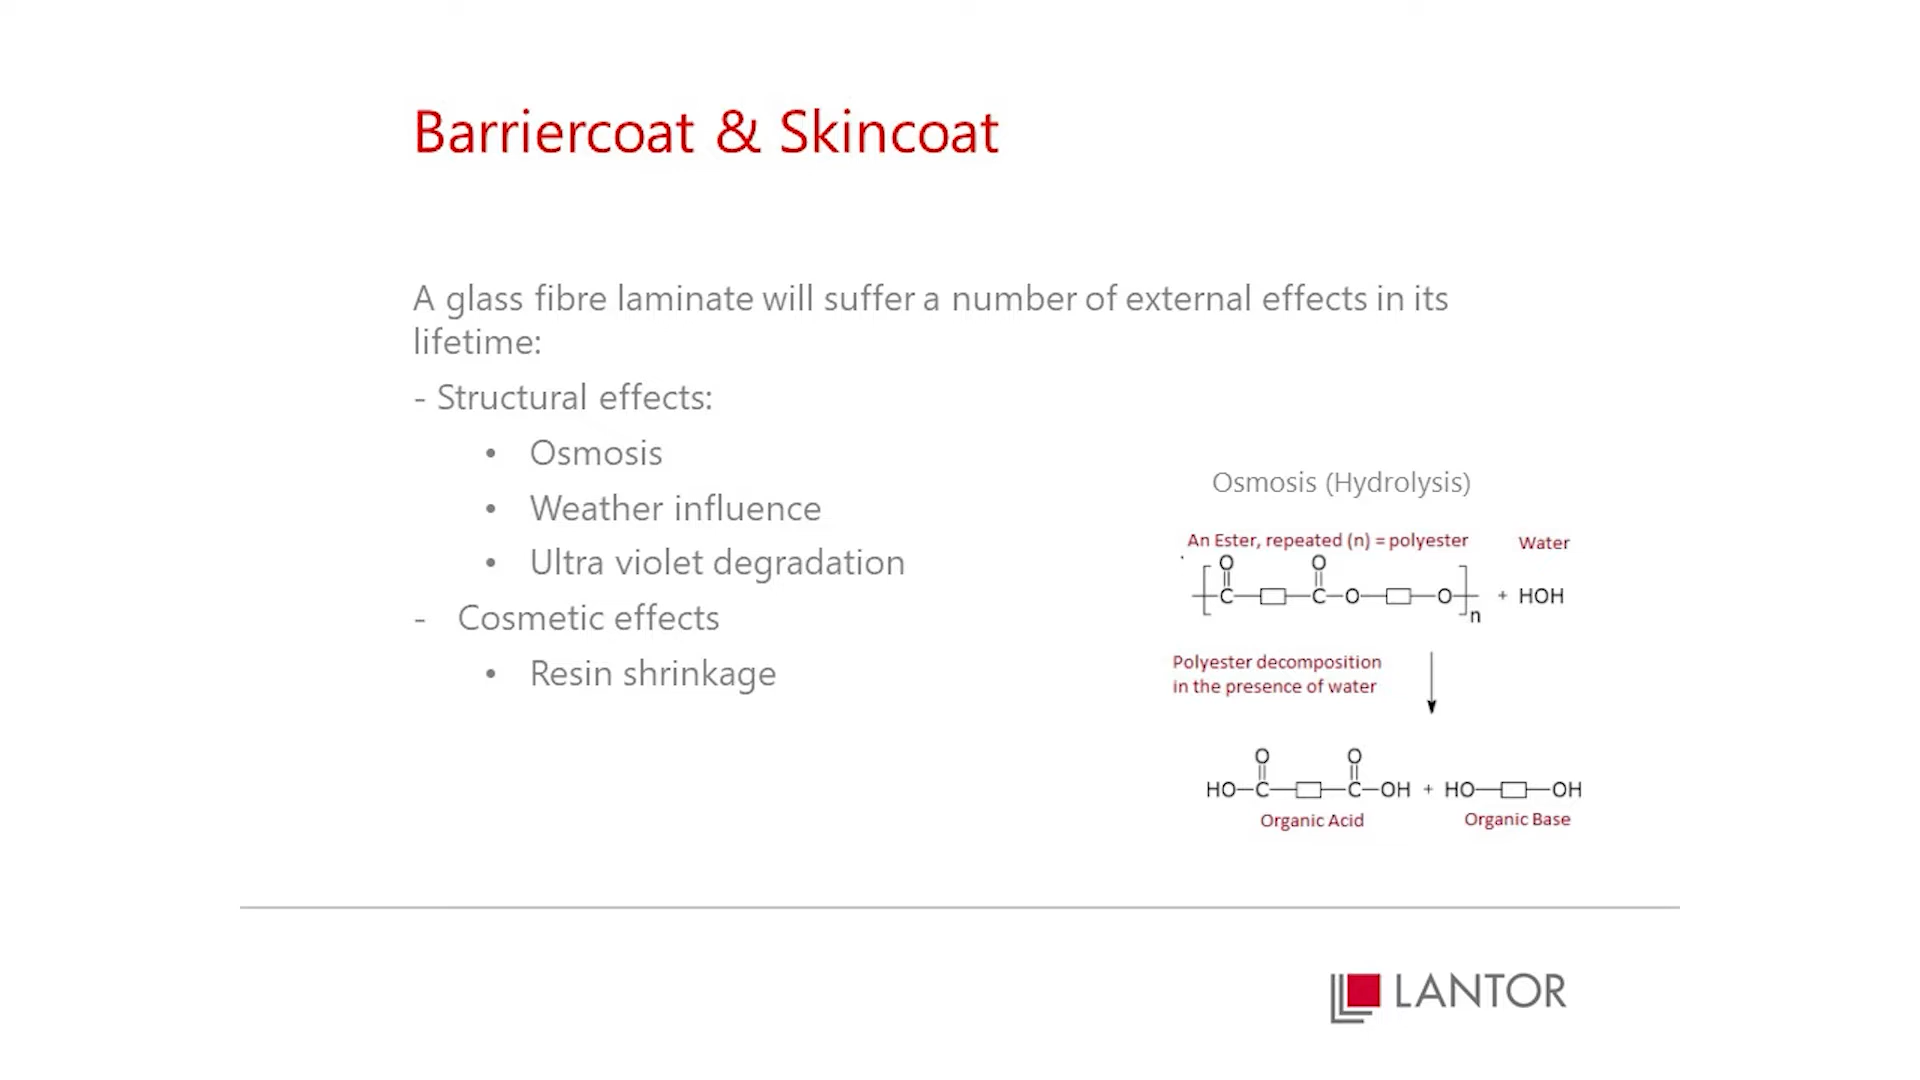 Barriercoat & Skincoat
A glass fibre laminate will suffer a number of external effects in its
lifetime:
- Structural effects:
• Osmosis
• Weather influence
• Ultra violet degradation
- Cosmetic effects
• Resin shrinkage
Osmosis (Hydrolysis)
An Ester, repeated (n) = polyester Water
O O
C C O O n + HOH
Polyester decomposition
in the presence of water
O O
HO C C OH + HO OH
Organic Acid Organic Base
LANTOR